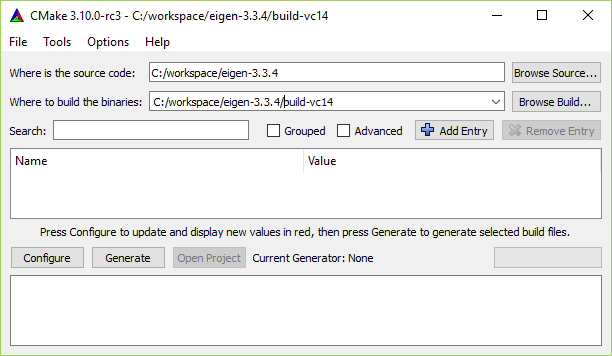 CMake 3.10.0-rc3 - C:/workspace/eigen-3.3.4/build-vc14
File Tools Options Help
Where is the source code: C:/workspace/eigen-3.3.4 Browse Source...
Where to build the binaries: C:/workspace/eigen-3.3.4/build-vc14 Browse Build...
Search: Grouped Advanced Add Entry Remove Entry
Name Value
Press Configure to update and display new values in red, then press Generate to generate selected build files.
Configure Generate Open Project Current Generator: None